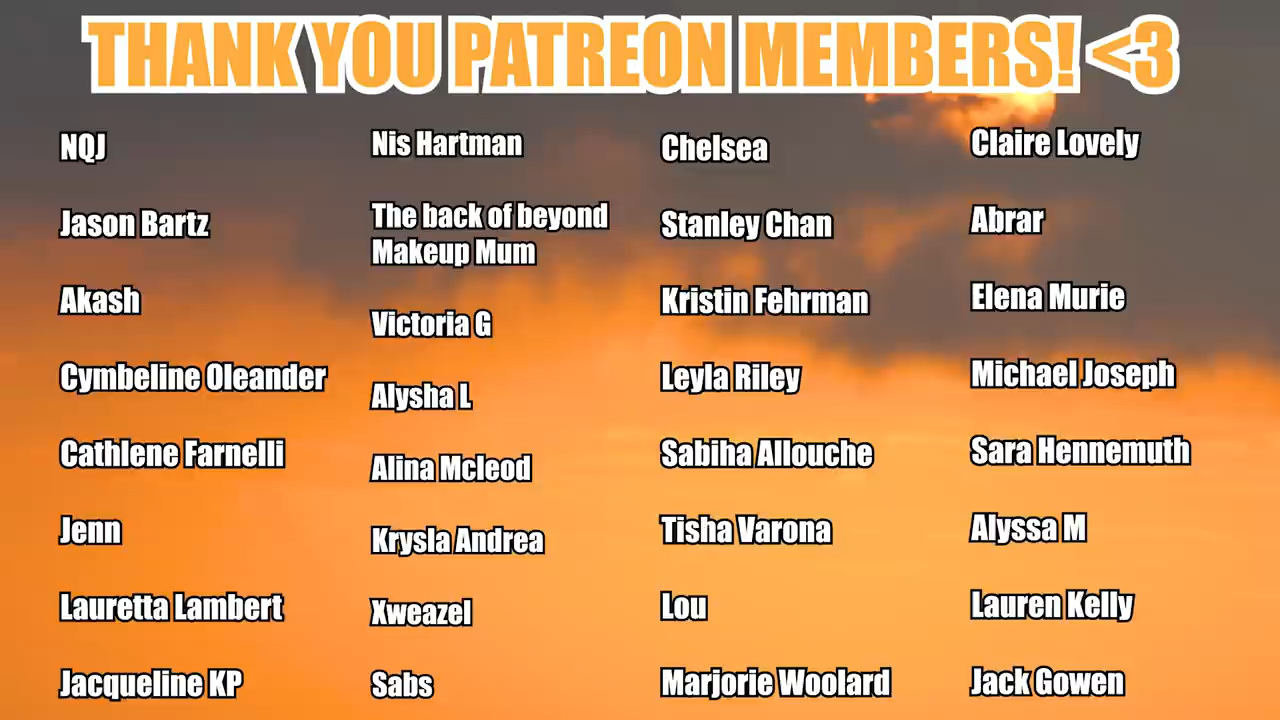 THANK YOU PATREON MEMBERS! <3
NQJ
Jason Bartz
Akash
Cymbeline Oleander
Cathlene Farnelli
Jenn
Lauretta Lambert
Jacqueline KP
Nis Hartman
The back of beyond
Makeup Mum
Victoria G
Alysha L
Alina Mcleod
Krysla Andrea
Xweazel
Sabs
Chelsea
Stanley Chan
Kristin Fehrman
Leyla Riley
Sabiha Allouche
Tisha Varona
Lou
Marjorie Woolard
Claire Lovely
Abrar
Elena Murie
Michael Joseph
Sara Hennemuth
Alyssa M
Lauren Kelly
Jack Gowen